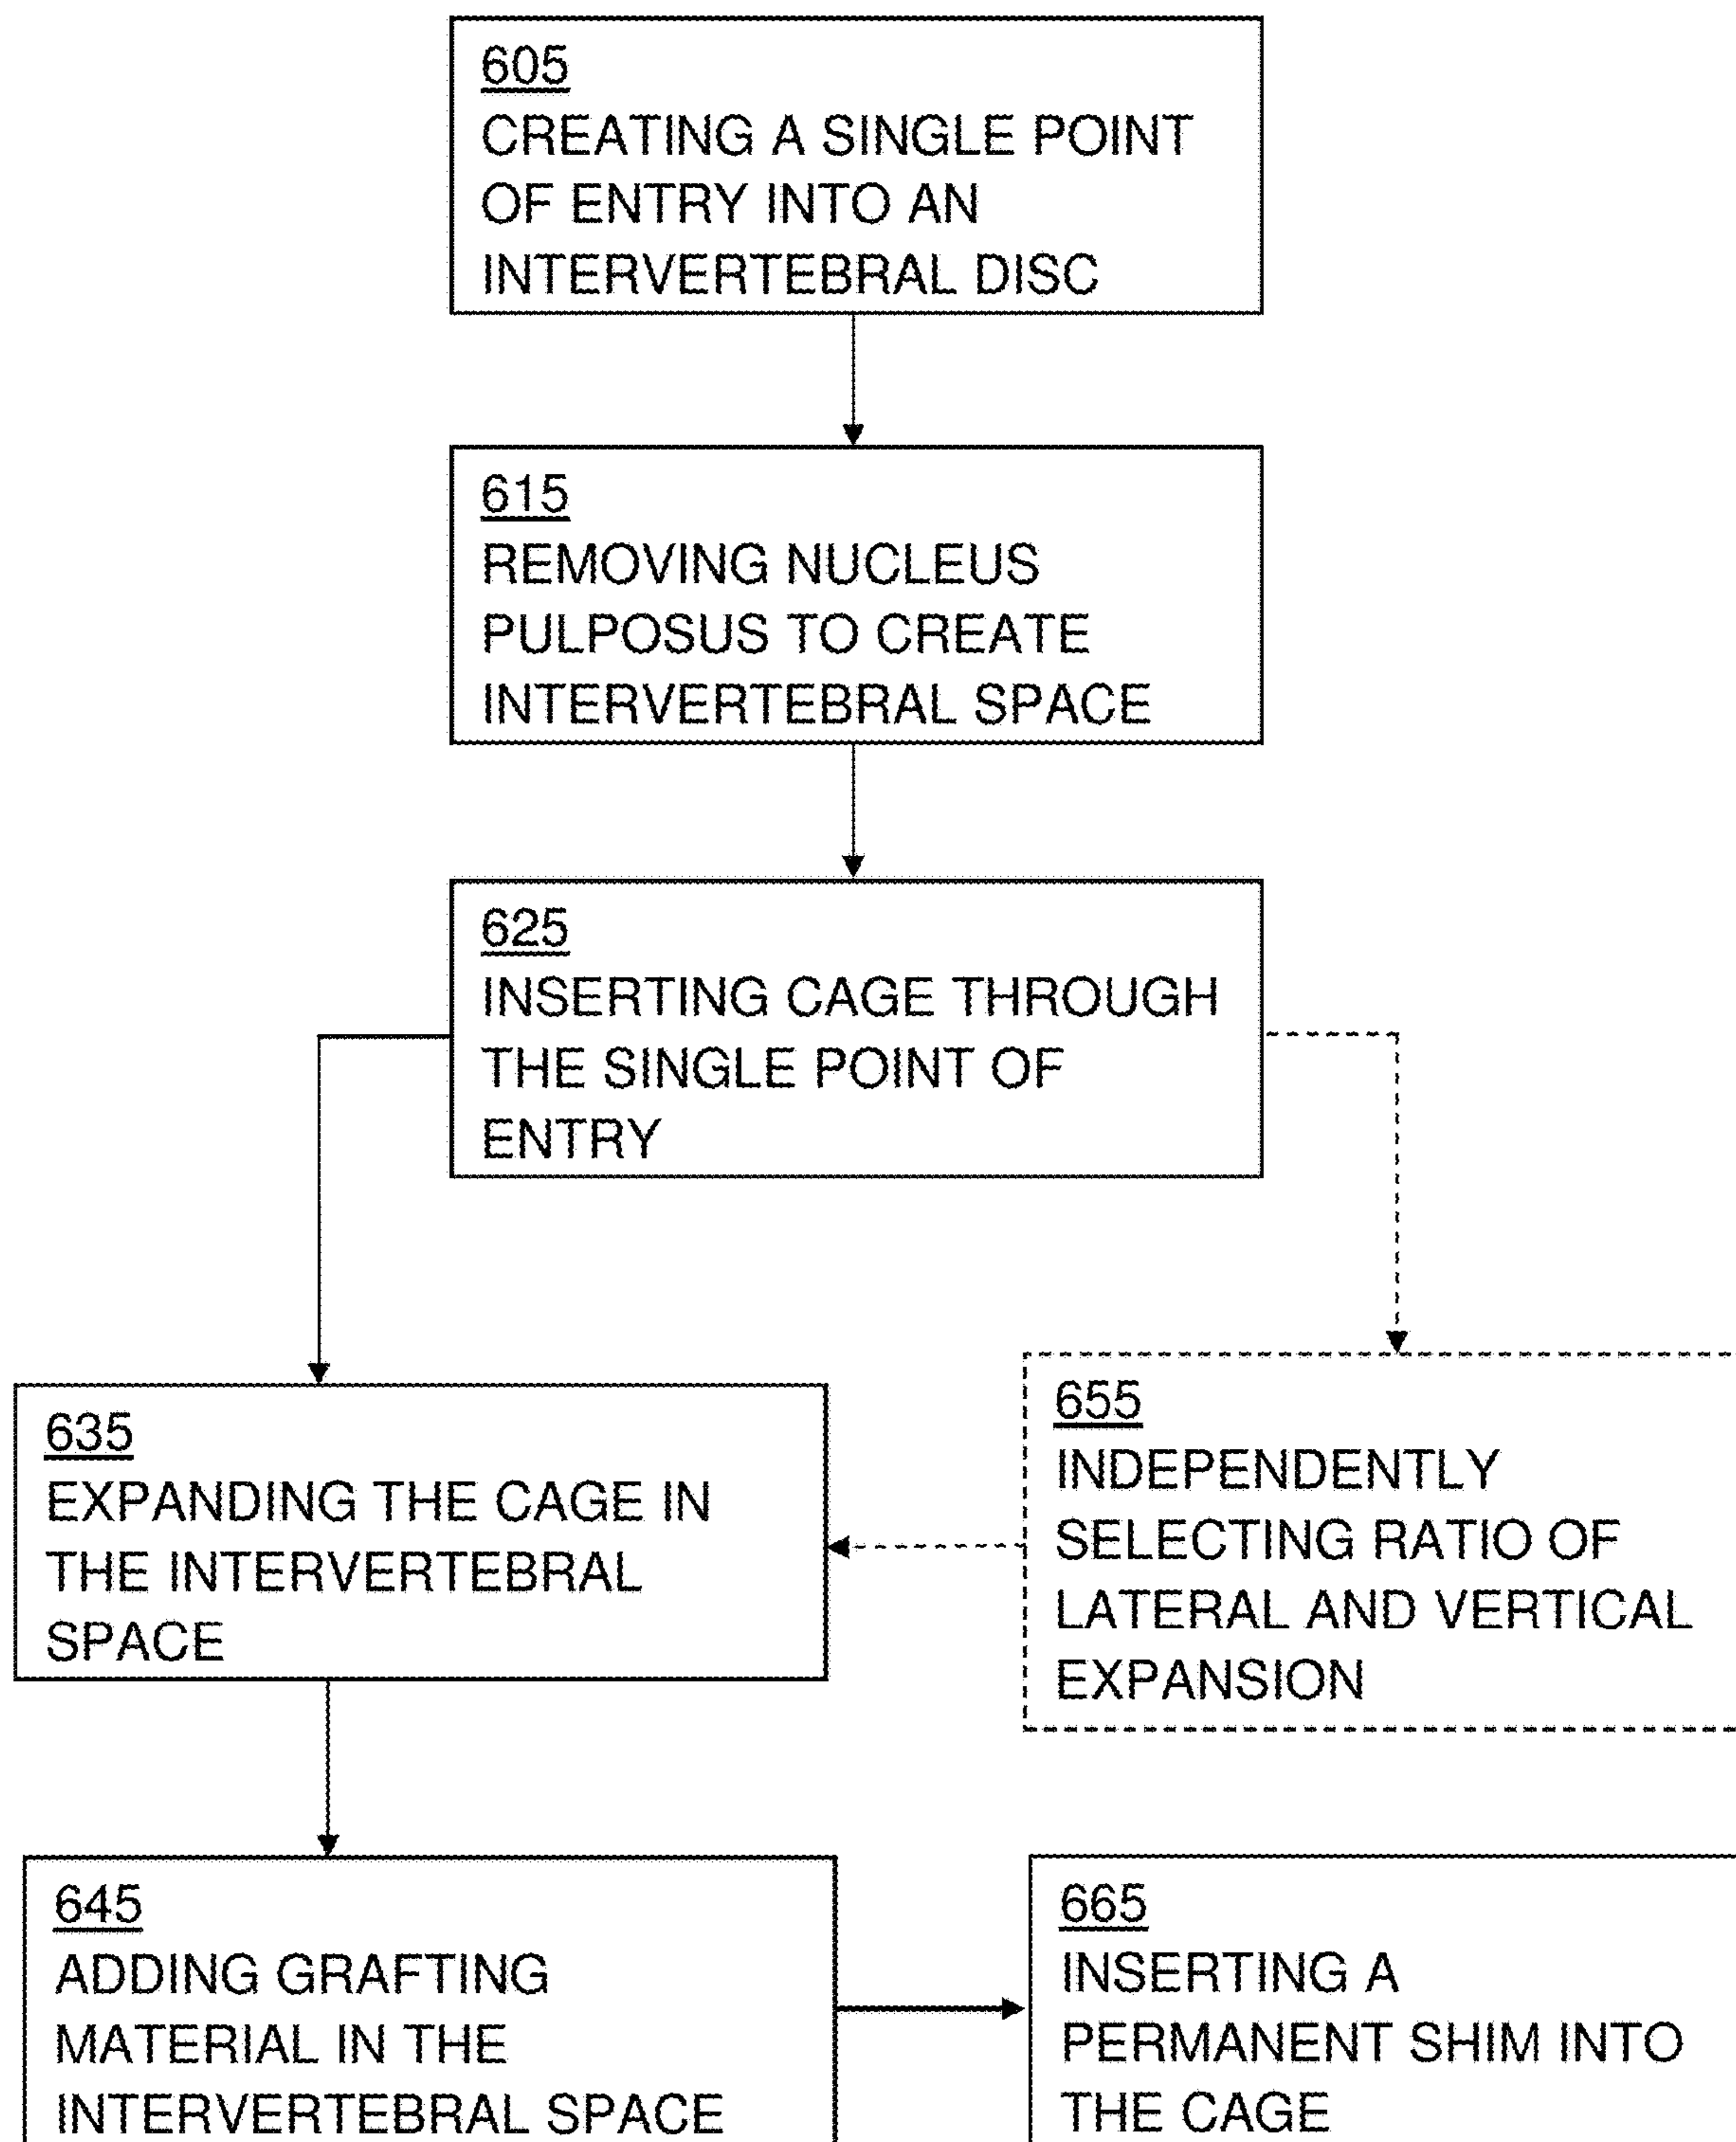 605
CREATING A SINGLE POINT
OF ENTRY INTO AN
INTERVERTEBRAL DISC
615
REMOVING NUCLEUS
PULPOSUS TO CREATE
INTERVERTEBRAL SPACE
625
INSERTING CAGE THROUGH
THE SINGLE POINT OF
ENTRY
635
EXPANDING THE CAGE IN
THE INTERVERTEBRAL
SPACE
655
INDEPENDENTLY
SELECTING RATIO OF
LATERAL AND VERTICAL
EXPANSION
645
ADDING GRAFTING
MATERIAL IN THE
INTERVERTEBRAL SPACE
665
INSERTING A
PERMANENT SHIM INTO
THE CAGE